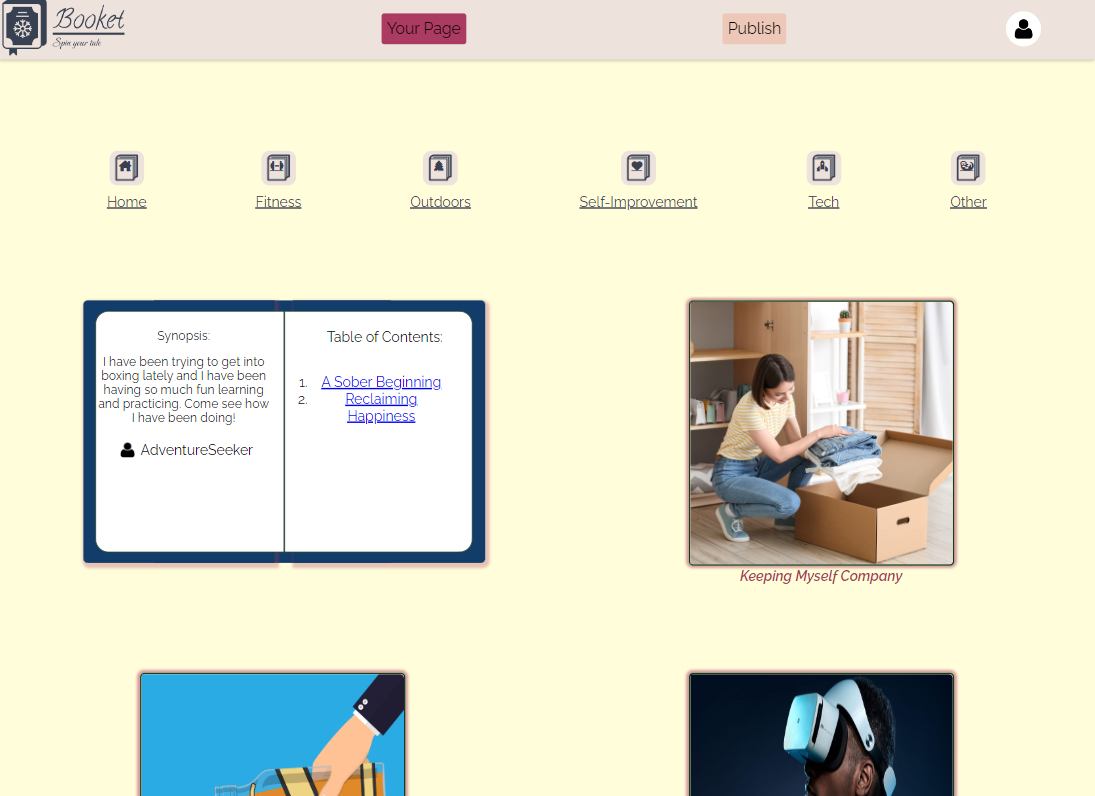 Booket
Spin your tale.
Your Page
Publish
Home
Fitness
Outdoors
Self-Improvement
Tech
Other
Synopsis:
I have been trying to get into
boxing lately and I have been
having so much fun learning
and practicing. Come see how
I have been doing!
AdventureSeeker
Table of Contents:
1. A Sober Beginning
2. Reclaiming
Happiness
Keeping Myself Company